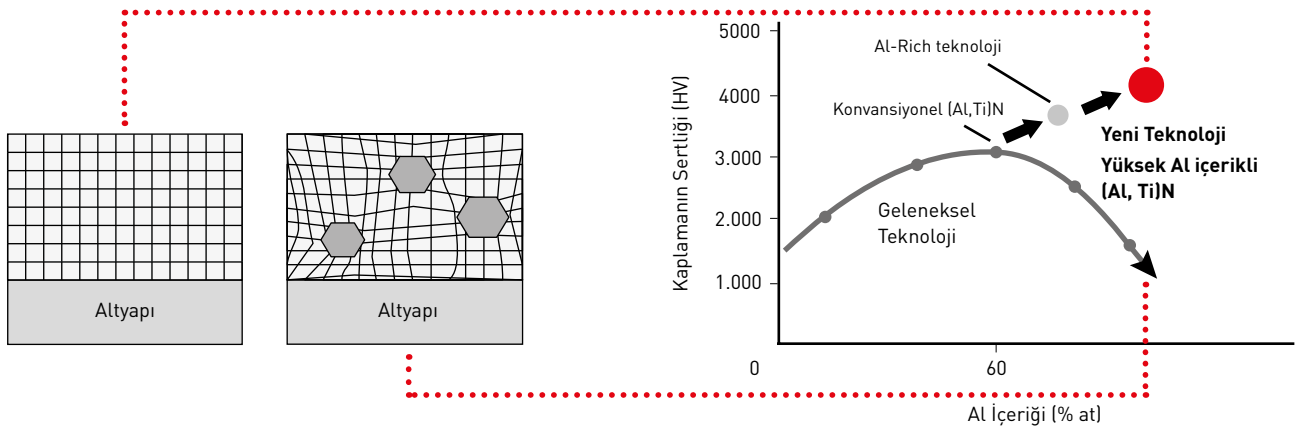 Altyapı
Altyapı
Kaplamanın Sertliği (HV)
5000
4000
3.000
2.000
1.000
0
60
Al İçeriği (% at)
Al-Rich teknoloji
Konvansiyonel (Al,Ti)N
Geleneksel
Teknoloji
Yeni Teknoloji
Yüksek Al içerikli
(Al, Ti)N